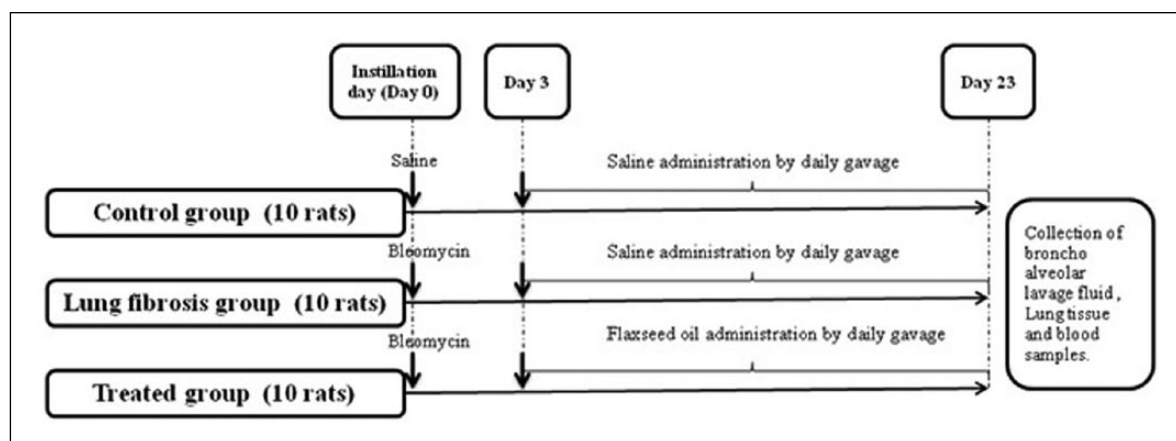 Instillation
day (Day 0)
Day 3
Day 23
Saline
Saline administration by daily gavage
Control group (10 rats)
Bleomycin
Saline administration by daily gavage
Lung fibrosis group (10 rats)
Bleomycin
Flaxseed oil administration by daily gavage
Treated group (10 rats)
Collection of
broncho
alveolar
lavage fluid ,
Lung tissue
and blood
samples.